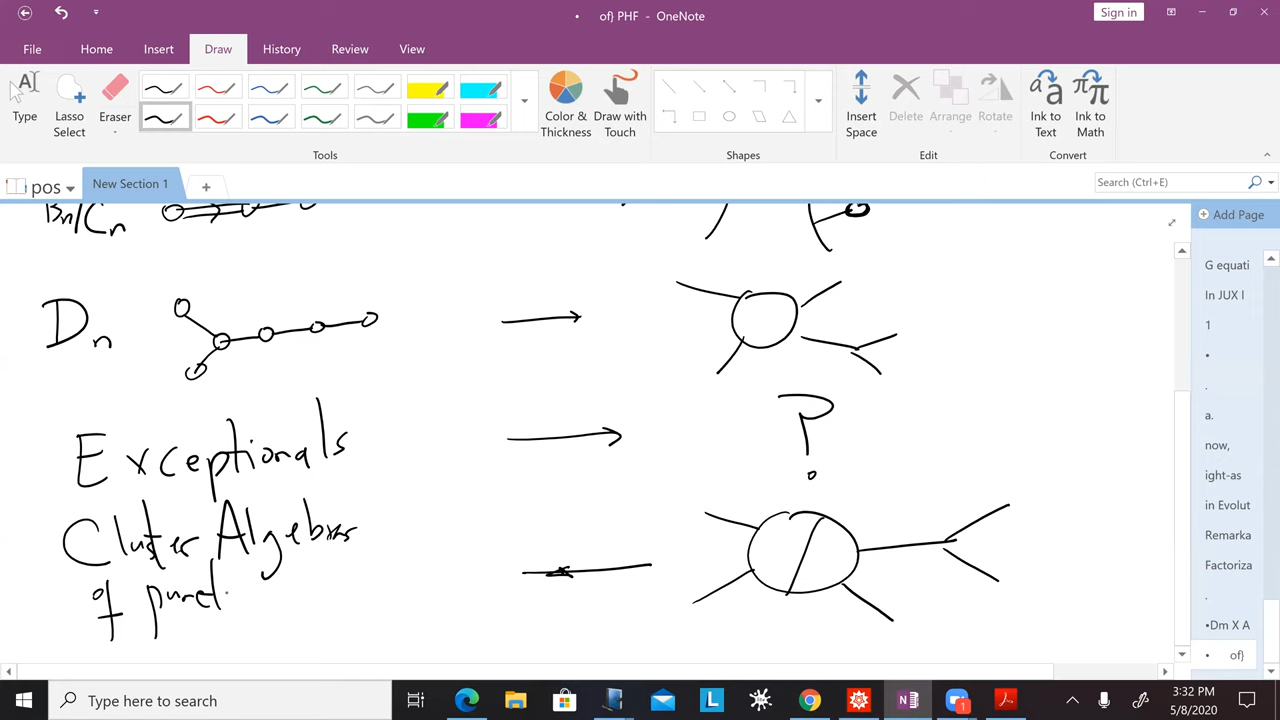 of} PHF - OneNote
Sign in
File
Home
Insert
Draw
History
Review
View
Type
Lasso Select
Eraser
Color & Thickness
Draw with Touch
Insert Space
Delete
Arrange
Rotate
Ink to Text
Ink to Math
Tools
Shapes
Edit
Convert
pos
New Section 1
+
Search (Ctrl+E)
Add Page
Bn/Cn
Dn
Exceptionals
?
Cluster Algebras
of
G equati
In JUX I
1
.
a.
now,
ight-as
in Evolut
Remarka
Factoriza
.
•Dm X A
• of}
Type here to search
3:32 PM
5/8/2020